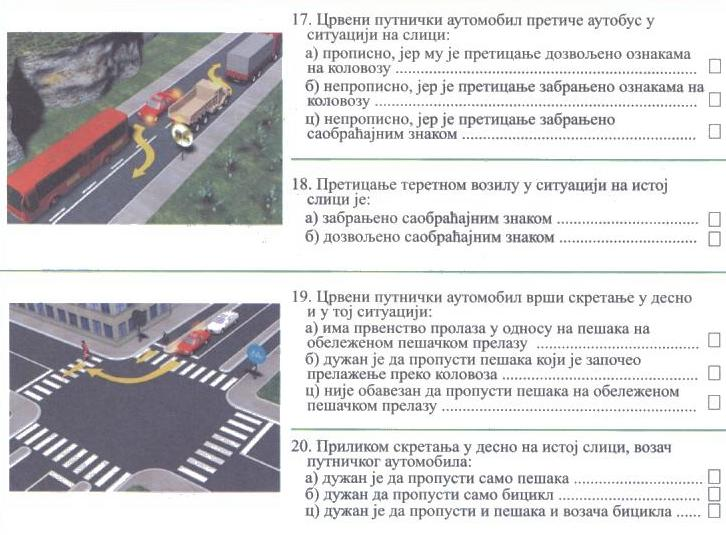 17. Црвени путнички аутомобил претиче аутобус у
ситуацији на слици:
а) прописно, јер му је претицање дозвољено ознакама
на коловозу
б) непрописно, јер је претицање забрањено ознакама на
коловозу
ц) непрописно, јер је претицање забрањено
саобраћајним знаком
18. Претицање теретном возилу у ситуацији на истој
слици је:
а) забрањено саобраћајним знаком
б) дозвољено саобраћајним знаком
19. Црвени путнички аутомобил врши скретање у десно
и у тој ситуацији:
а) има првенство пролаза у односу на пешака на
обележеном пешачком прелазу
б) дужан је да пропусти пешака који је започео
прелажење преко коловоза
ц) није обавезан да пропусти пешака на обележеном
пешачком прелазу
20. Приликом скретања у десно на истој слици, возач
путничког аутомобила:
а) дужан је да пропусти само пешака
б) дужан да пропусти само бицикл
ц) дужан је да пропусти и пешака и возача бицикла